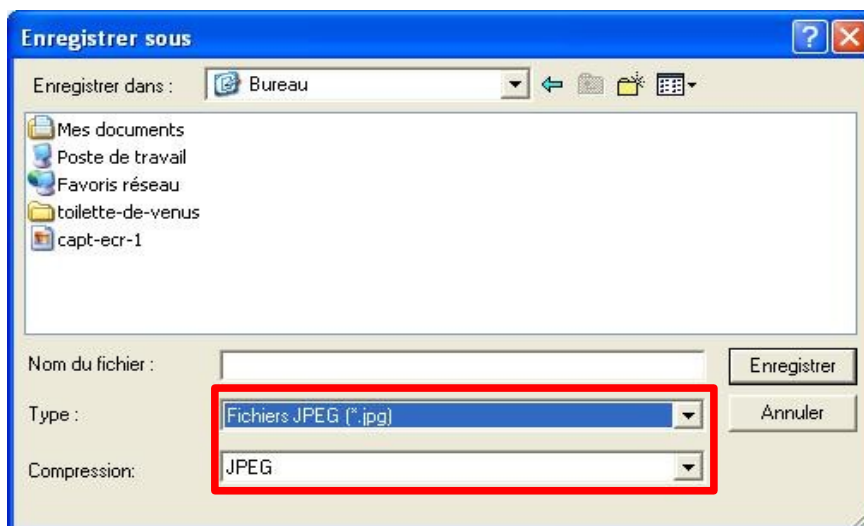 Enregistrer sous
Enregistrer dans : Bureau
Mes documents
Poste de travail
Favoris réseau
toilette-de-venus
capt-ecr-1
Nom du fichier : Enregistrer
Type : Fichiers JPEG (*.jpg) Annuler
Compression: JPEG